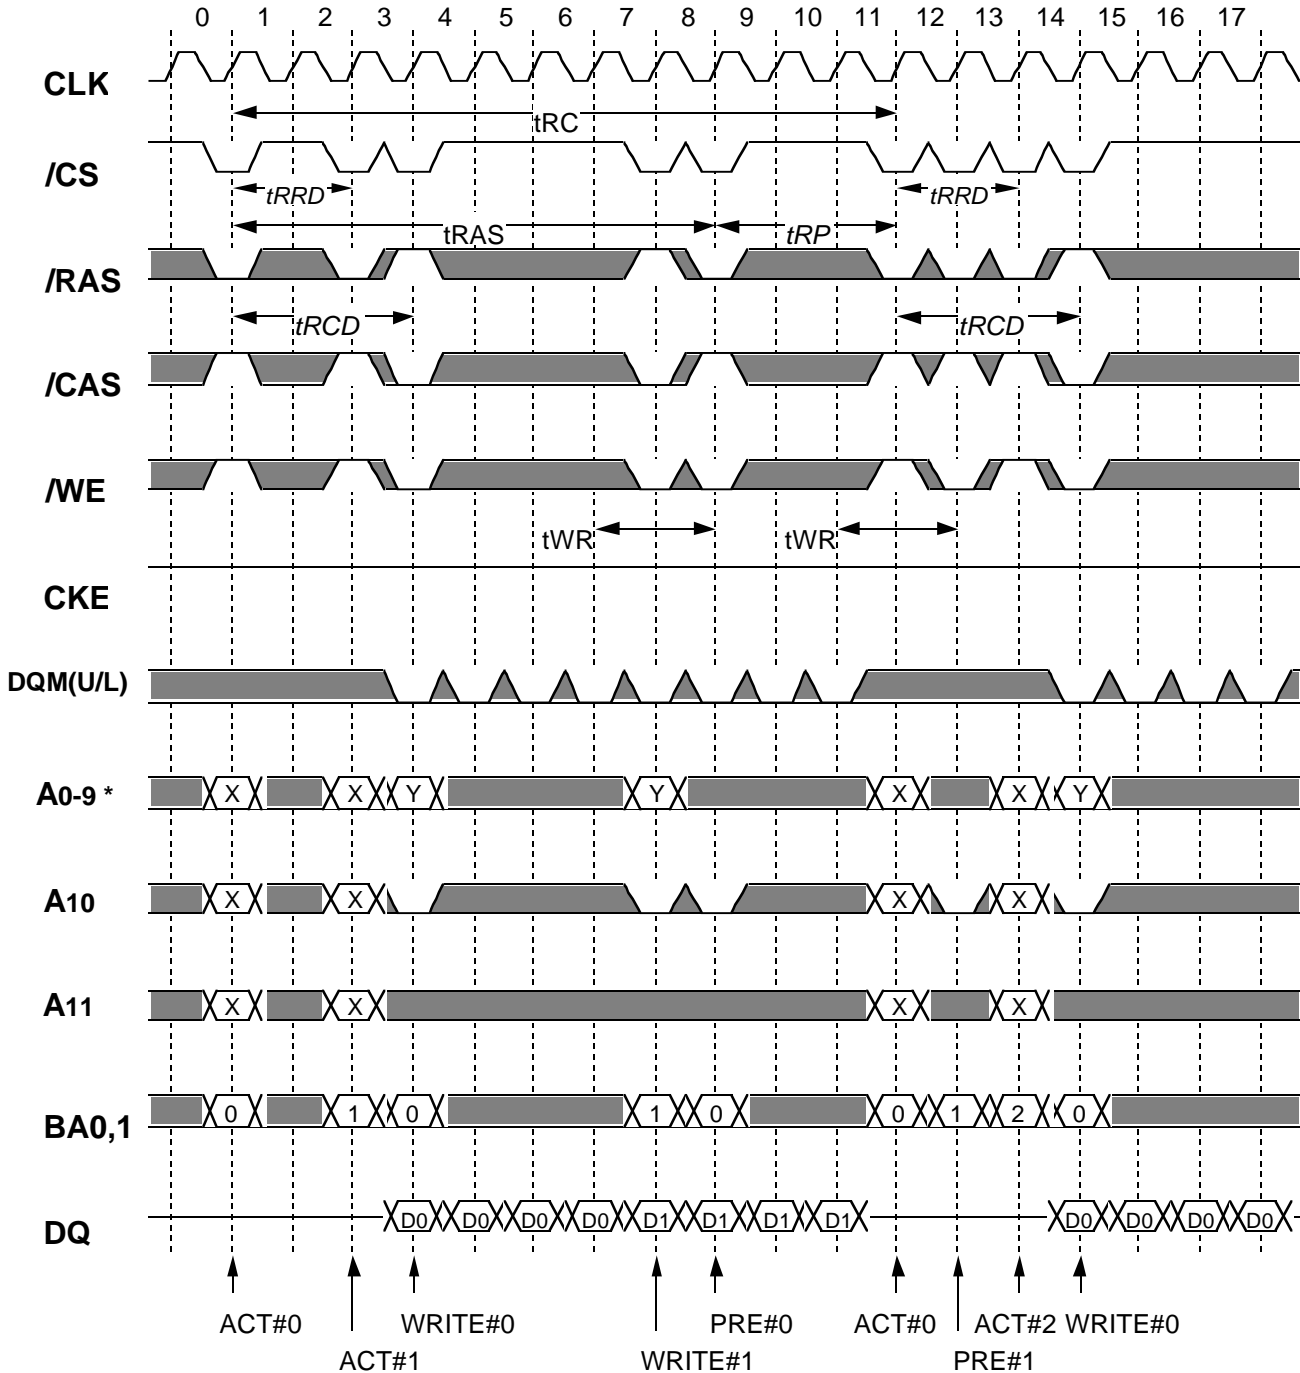 0 1 2 3 4 5 6 7 8 9 10 11 12 13 14 15 16 17
CLK
tRC
/CS
tRRD tRRD
tRAS tRP
/RAS
tRCD tRCD
/CAS
/WE
tWR tWR
CKE
DQM(U/L)
A0-9 * X X Y Y X X Y
A10 X X X X
A11 X X X X
BA0,1 0 1 0 1 0 0 1 2 0
DQ D0 D0 D0 D0 D1 D1 D1 D1 D0 D0 D0 D0
ACT#0 WRITE#0 PRE#0 ACT#0 ACT#2 WRITE#0
ACT#1 WRITE#1 PRE#1